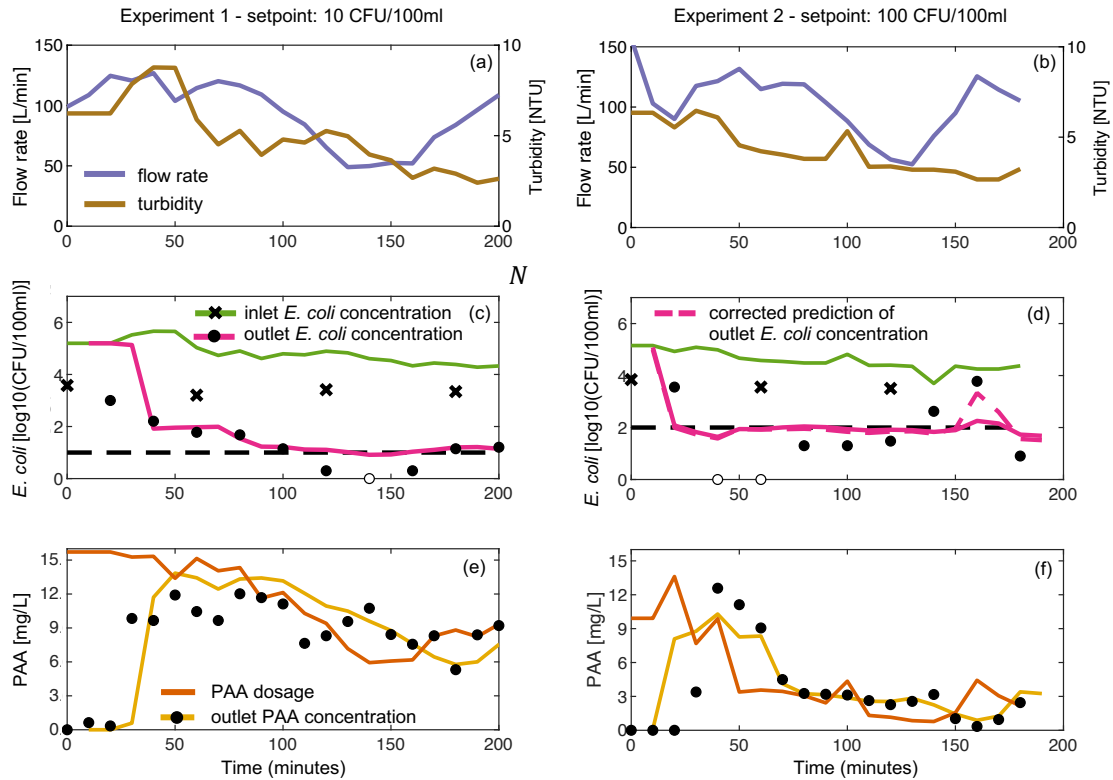 Experiment 1 - setpoint: 10 CFU/100ml
Experiment 2 - setpoint: 100 CFU/100ml
Flow rate [L/min]
150
100
50
0
(a)
flow rate
turbidity
10
5
0
Turbidity [NTU]
0 50 100 150 200
Flow rate [L/min]
150
100
50
0
(b)
10
5
0
Turbidity [NTU]
0 50 100 150 200
N
E. coli [log10(CFU/100ml)]
6
4
2
0
inlet E. coli concentration
outlet E. coli concentration
(c)
0 50 100 150 200
E. coli [log10(CFU/100ml)]
6
4
2
0
corrected prediction of
outlet E. coli concentration
(d)
0 50 100 150 200
PAA [mg/L]
15
12
9
6
3
0
(e)
PAA dosage
outlet PAA concentration
0 50 100 150 200
Time (minutes)
PAA [mg/L]
15
12
9
6
3
0
(f)
0 50 100 150 200
Time (minutes)